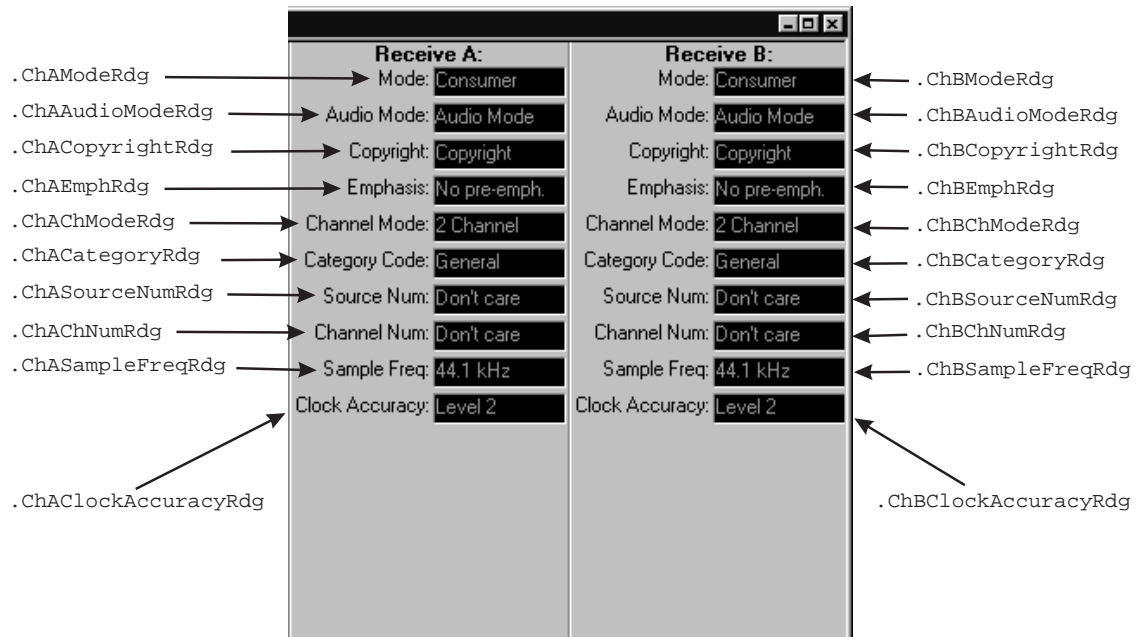 Receive A: Receive B:
.ChAModeRdg Mode: Consumer Mode: Consumer .ChBModeRdg
.ChAAudioModeRdg Audio Mode: Audio Mode Audio Mode: Audio Mode .ChBAudioModeRdg
.ChACopyrightRdg Copyright: Copyright Copyright: Copyright .ChBCopyrightRdg
.ChAEmphRdg Emphasis: No pre-emph. Emphasis: No pre-emph. .ChBEmphRdg
.ChAChModeRdg Channel Mode: 2 Channel Channel Mode: 2 Channel .ChBChModeRdg
.ChACategoryRdg Category Code: General Category Code: General .ChBCategoryRdg
.ChASourceNumRdg Source Num: Don't care Source Num: Don't care .ChBSourceNumRdg
.ChAChNumRdg Channel Num: Don't care Channel Num: Don't care .ChBChNumRdg
.ChASampleFreqRdg Sample Freq: 44.1 kHz Sample Freq: 44.1 kHz .ChBSampleFreqRdg
Clock Accuracy: Level 2 Clock Accuracy: Level 2
.ChAClockAccuracyRdg .ChBClockAccuracyRdg